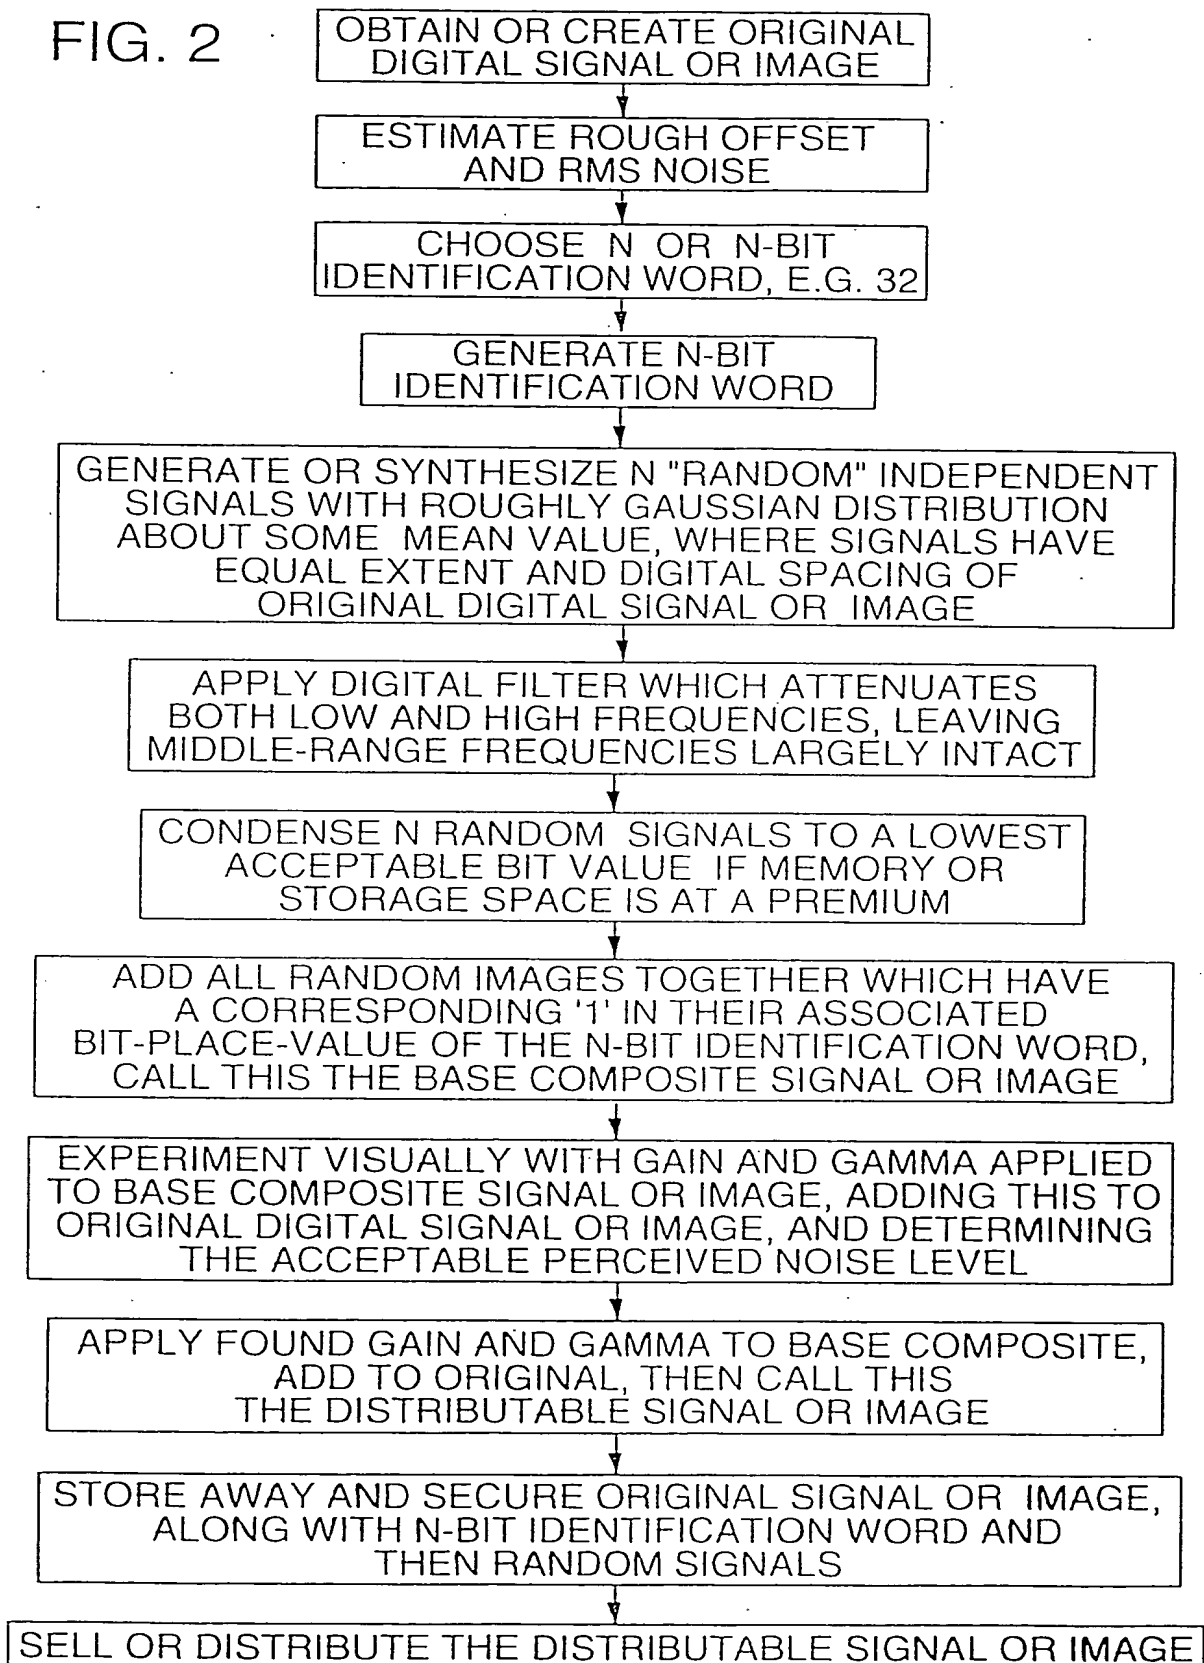 FIG. 2
OBTAIN OR CREATE ORIGINAL
DIGITAL SIGNAL OR IMAGE
ESTIMATE ROUGH OFFSET
AND RMS NOISE
CHOOSE N OR N-BIT
IDENTIFICATION WORD, E.G. 32
GENERATE N-BIT
IDENTIFICATION WORD
GENERATE OR SYNTHESIZE N "RANDOM" INDEPENDENT
SIGNALS WITH ROUGHLY GAUSSIAN DISTRIBUTION
ABOUT SOME MEAN VALUE, WHERE SIGNALS HAVE
EQUAL EXTENT AND DIGITAL SPACING OF
ORIGINAL DIGITAL SIGNAL OR IMAGE
APPLY DIGITAL FILTER WHICH ATTENUATES
BOTH LOW AND HIGH FREQUENCIES, LEAVING
MIDDLE-RANGE FREQUENCIES LARGELY INTACT
CONDENSE N RANDOM SIGNALS TO A LOWEST
ACCEPTABLE BIT VALUE IF MEMORY OR
STORAGE SPACE IS AT A PREMIUM
ADD ALL RANDOM IMAGES TOGETHER WHICH HAVE
A CORRESPONDING '1' IN THEIR ASSOCIATED
BIT-PLACE-VALUE OF THE N-BIT IDENTIFICATION WORD,
CALL THIS THE BASE COMPOSITE SIGNAL OR IMAGE
EXPERIMENT VISUALLY WITH GAIN AND GAMMA APPLIED
TO BASE COMPOSITE SIGNAL OR IMAGE, ADDING THIS TO
ORIGINAL DIGITAL SIGNAL OR IMAGE, AND DETERMINING
THE ACCEPTABLE PERCEIVED NOISE LEVEL
APPLY FOUND GAIN AND GAMMA TO BASE COMPOSITE,
ADD TO ORIGINAL, THEN CALL THIS
THE DISTRIBUTABLE SIGNAL OR IMAGE
STORE AWAY AND SECURE ORIGINAL SIGNAL OR IMAGE,
ALONG WITH N-BIT IDENTIFICATION WORD AND
THEN RANDOM SIGNALS
SELL OR DISTRIBUTE THE DISTRIBUTABLE SIGNAL OR IMAGE